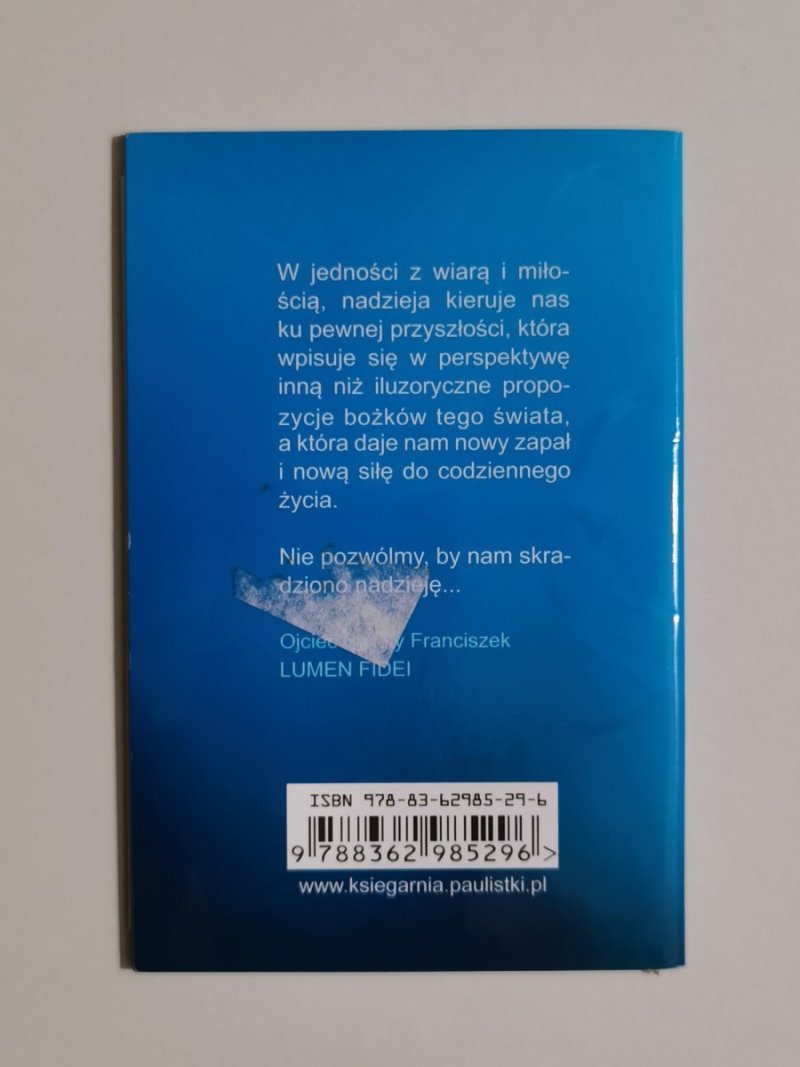 W jedności z wiarą i miło-
ścią, nadzieja kieruje nas
ku pewnej przyszłości, która
wpisuje się w perspektywę
inną niż iluzoryczne propo-
zycje bożków tego świata,
a która daje nam nowy zapał
i nową siłę do codziennego
życia.
Nie pozwólmy, by nam skra-
dziono nadzieję...
Ojciec Franciszek
LUMEN FIDEI
ISBN 978-83-62985-29-6
9 788362 985296 >
www.ksiegarnia.paulistki.pl